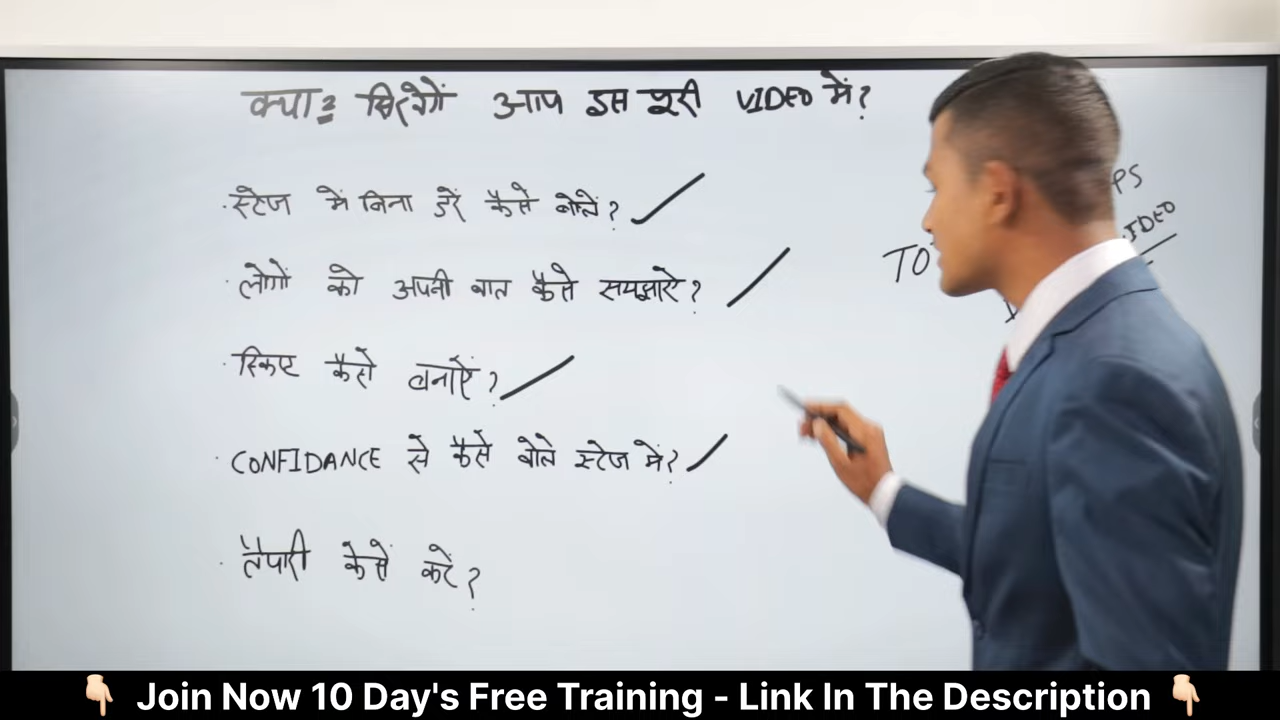 क्या? सिखेगें आप इस पूरी VIDEO में?
· स्टेज में बिना डरें कैसे बोलें?
· लोगों को अपनी बात कैसे समझाऐ?
· स्किप्ट कैसे बनाऐं?
· CONFIDANCE से कैसे बोले स्टेज में?
· तैयारी कैसें करें?
PS
TO
VIDEO
👇🏻 Join Now 10 Day's Free Training - Link In The Description 👇🏻